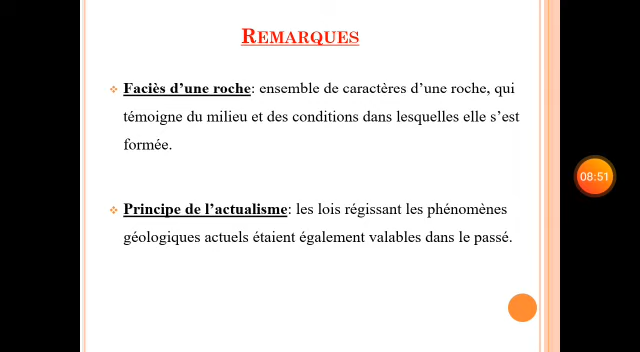 REMARQUES
❖ Faciès d’une roche: ensemble de caractères d’une roche, qui
témoigne du milieu et des conditions dans lesquelles elle s’est
formée.
❖ Principe de l’actualisme: les lois régissant les phénomènes
géologiques actuels étaient également valables dans le passé.
08:51